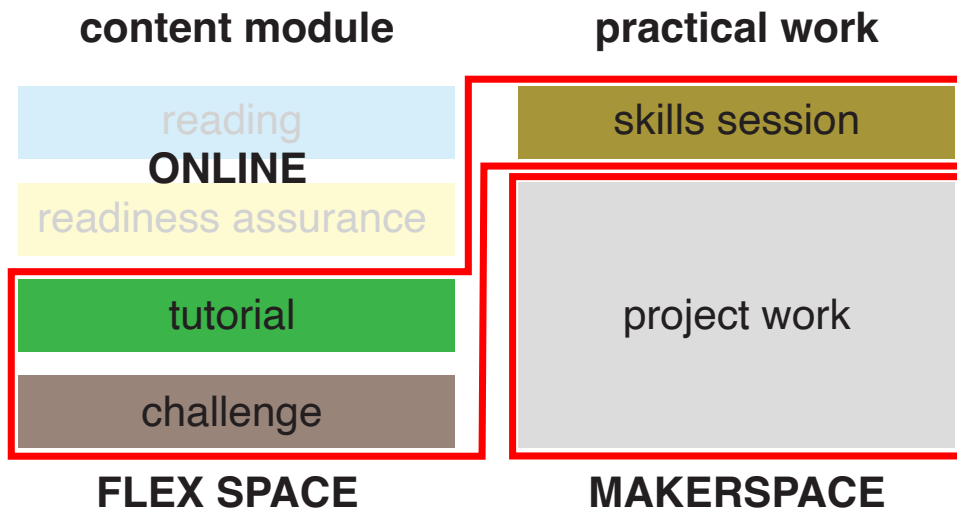 content module
practical work
reading
ONLINE
readiness assurance
tutorial
challenge
FLEX SPACE
skills session
project work
MAKERSPACE